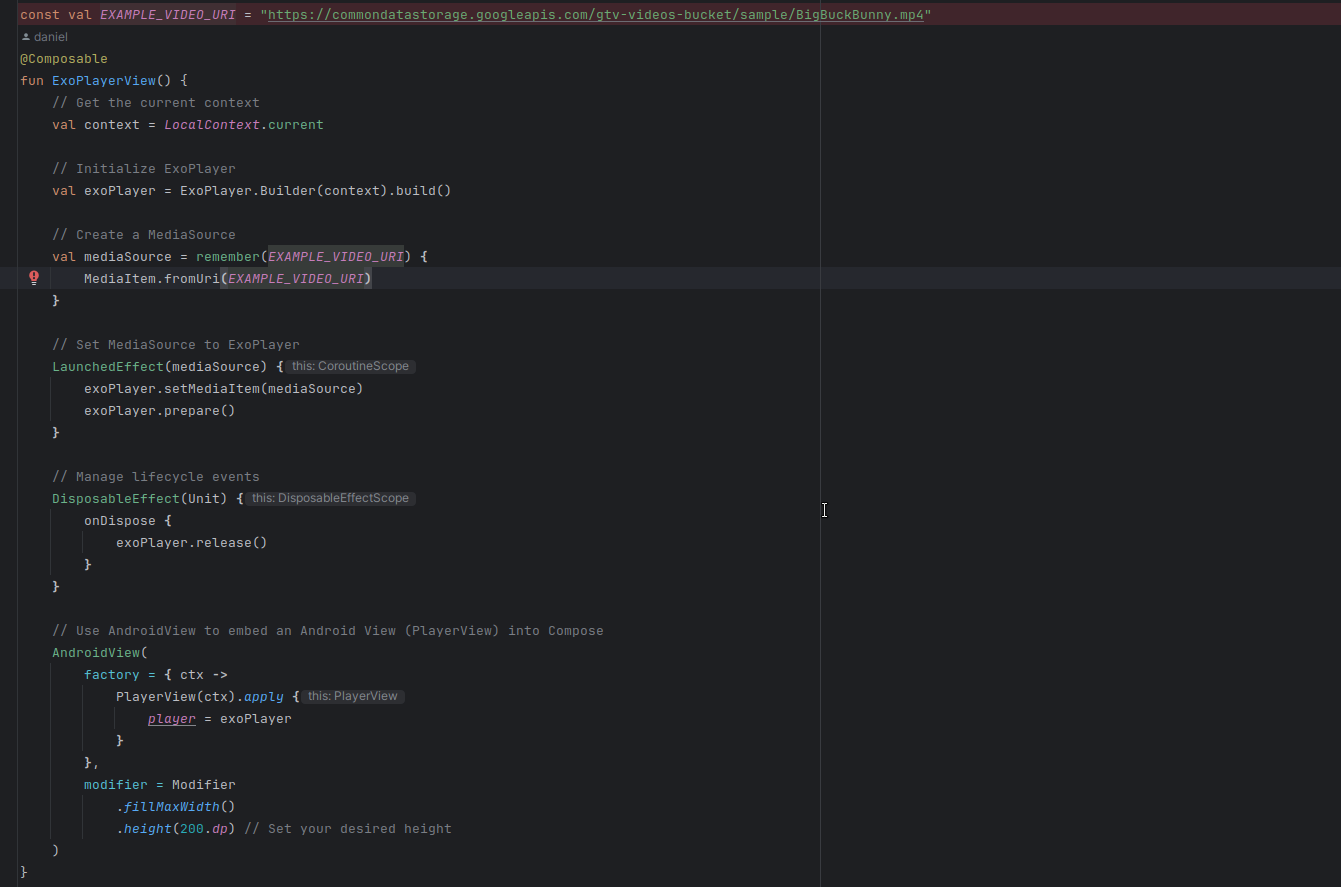 const val EXAMPLE_VIDEO_URI = "https://commondatastorage.googleapis.com/gtv-videos-bucket/sample/BigBuckBunny.mp4"
daniel
@Composable
fun ExoPlayerView() {
    // Get the current context
    val context = LocalContext.current

    // Initialize ExoPlayer
    val exoPlayer = ExoPlayer.Builder(context).build()

    // Create a MediaSource
    val mediaSource = remember(EXAMPLE_VIDEO_URI) {
        MediaItem.fromUri(EXAMPLE_VIDEO_URI)
    }

    // Set MediaSource to ExoPlayer
    LaunchedEffect(mediaSource) { this: CoroutineScope
        exoPlayer.setMediaItem(mediaSource)
        exoPlayer.prepare()
    }

    // Manage lifecycle events
    DisposableEffect(Unit) { this: DisposableEffectScope
        onDispose {
            exoPlayer.release()
        }
    }

    // Use AndroidView to embed an Android View (PlayerView) into Compose
    AndroidView(
        factory = { ctx ->
            PlayerView(ctx).apply { this: PlayerView
                player = exoPlayer
            }
        },
        modifier = Modifier
            .fillMaxWidth()
            .height(200.dp) // Set your desired height
    )
}